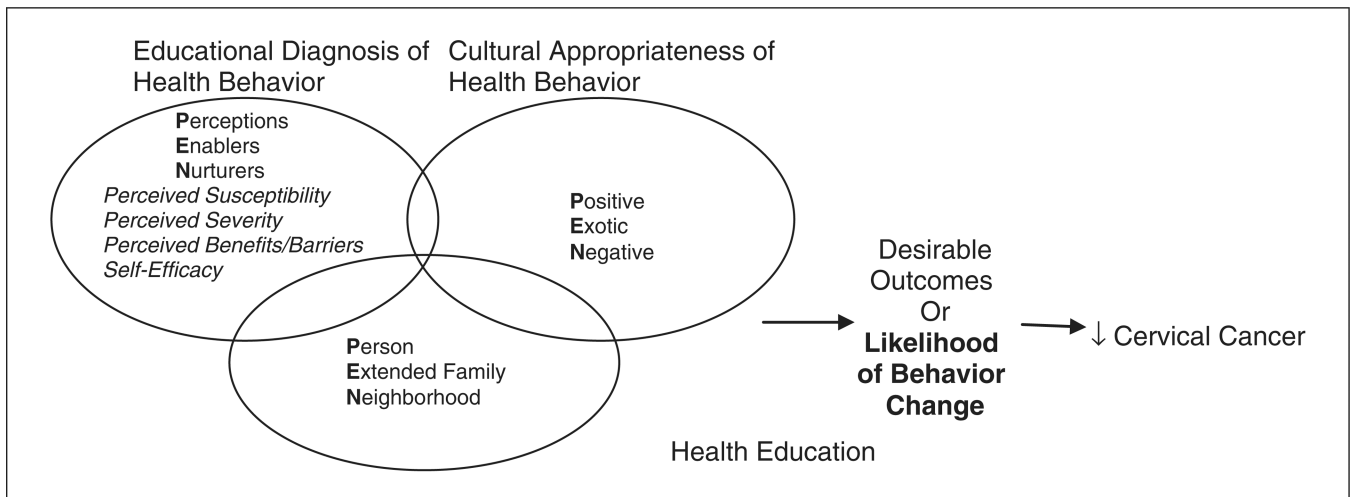 Educational Diagnosis of
Health Behavior
Cultural Appropriateness of
Health Behavior
Perceptions
Enablers
Nurturers
Perceived Susceptibility
Perceived Severity
Perceived Benefits/Barriers
Self-Efficacy
Positive
Exotic
Negative
Person
Extended Family
Neighborhood
Health Education
Desirable
Outcomes
Or
Likelihood
of Behavior
Change
↓ Cervical Cancer